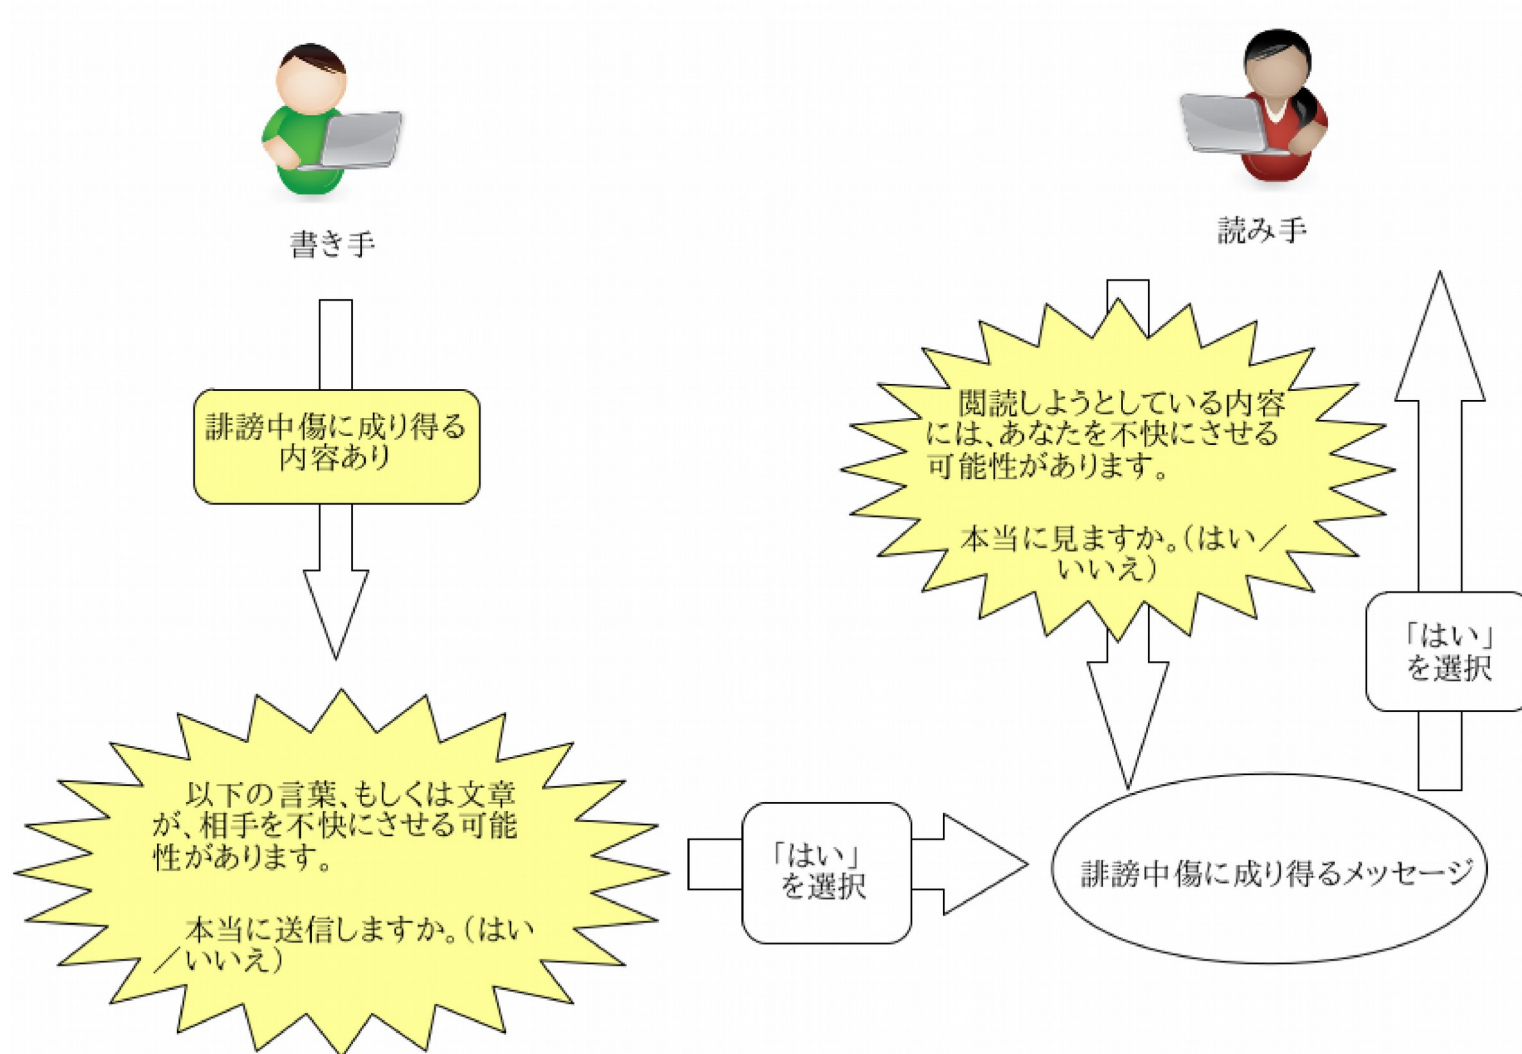 書き手
読み手
誹謗中傷に成り得る
内容あり
閲読しようとしている内容
には、あなたを不快にさせる
可能性があります。
本当に見ますか。(はい／
いいえ)
「はい」
を選択
以下の言葉、もしくは文章
が、相手を不快にさせる可能
性があります。
本当に送信しますか。(はい
／いいえ)
「はい」
を選択
誹謗中傷に成り得るメッセージ